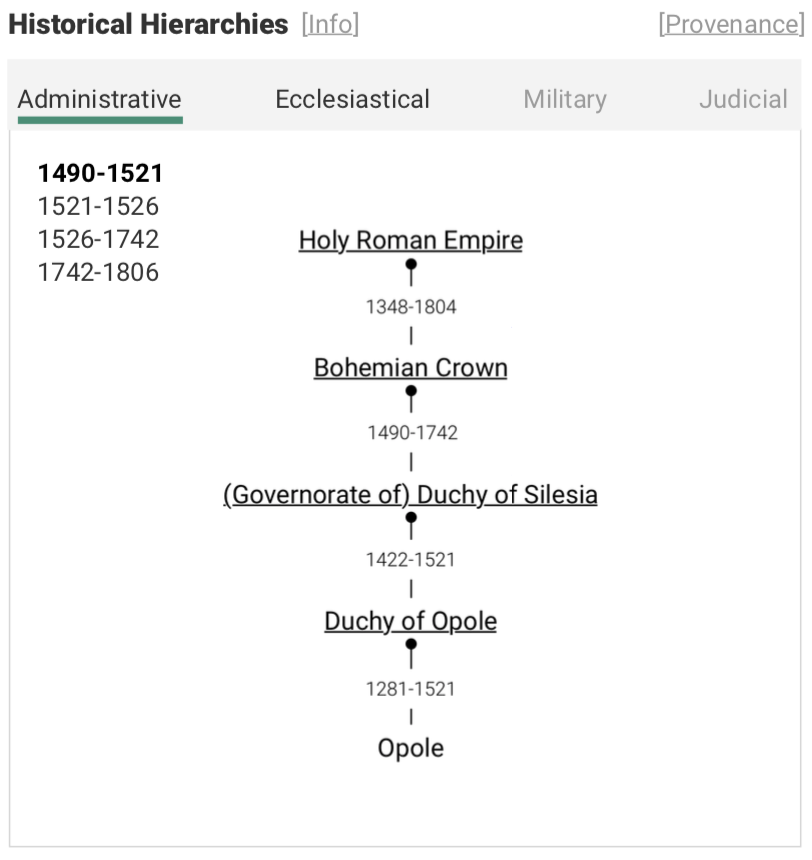 Historical Hierarchies [Info] [Provenance]
Administrative Ecclesiastical Military Judicial
1490-1521
1521-1526
1526-1742
1742-1806
Holy Roman Empire
1348-1804
Bohemian Crown
1490-1742
(Governorate of) Duchy of Silesia
1422-1521
Duchy of Opole
1281-1521
Opole